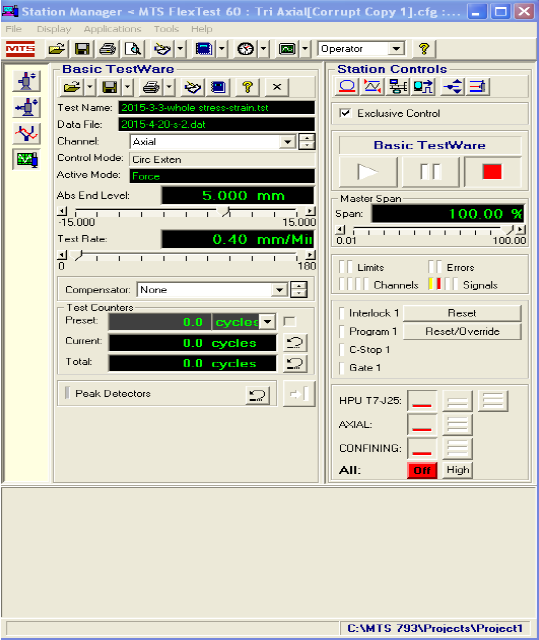 Station Manager < MTS FlexTest 60 : Tri Axial[Corrupt Copy 1].cfg :...
File Display Applications Tools Help
MTS Operator
Basic TestWare
Test Name: 2015-3-3-whole stress-strain.tst
Data File: 2015-4-20-s-2.dat
Channel: Axial
Control Mode: Circ Exten
Active Mode: Force
Abs End Level: 5.000 mm
-15.000 15.000
Test Rate: 0.40 mm/Min
0 180
Compensator: None
Test Counters
Preset: 0.0 cycles
Current: 0.0 cycles
Total: 0.0 cycles
Peak Detectors
Station Controls
Exclusive Control
Basic TestWare
Master Span
Span: 100.00 %
0.01 100.00
Limits Errors
Channels Signals
Interlock 1 Reset
Program 1 Reset/Override
C-Stop 1
Gate 1
HPU T7-J25:
AXIAL:
CONFINING:
All: Off High
C:\MTS 793\Projects\Project1